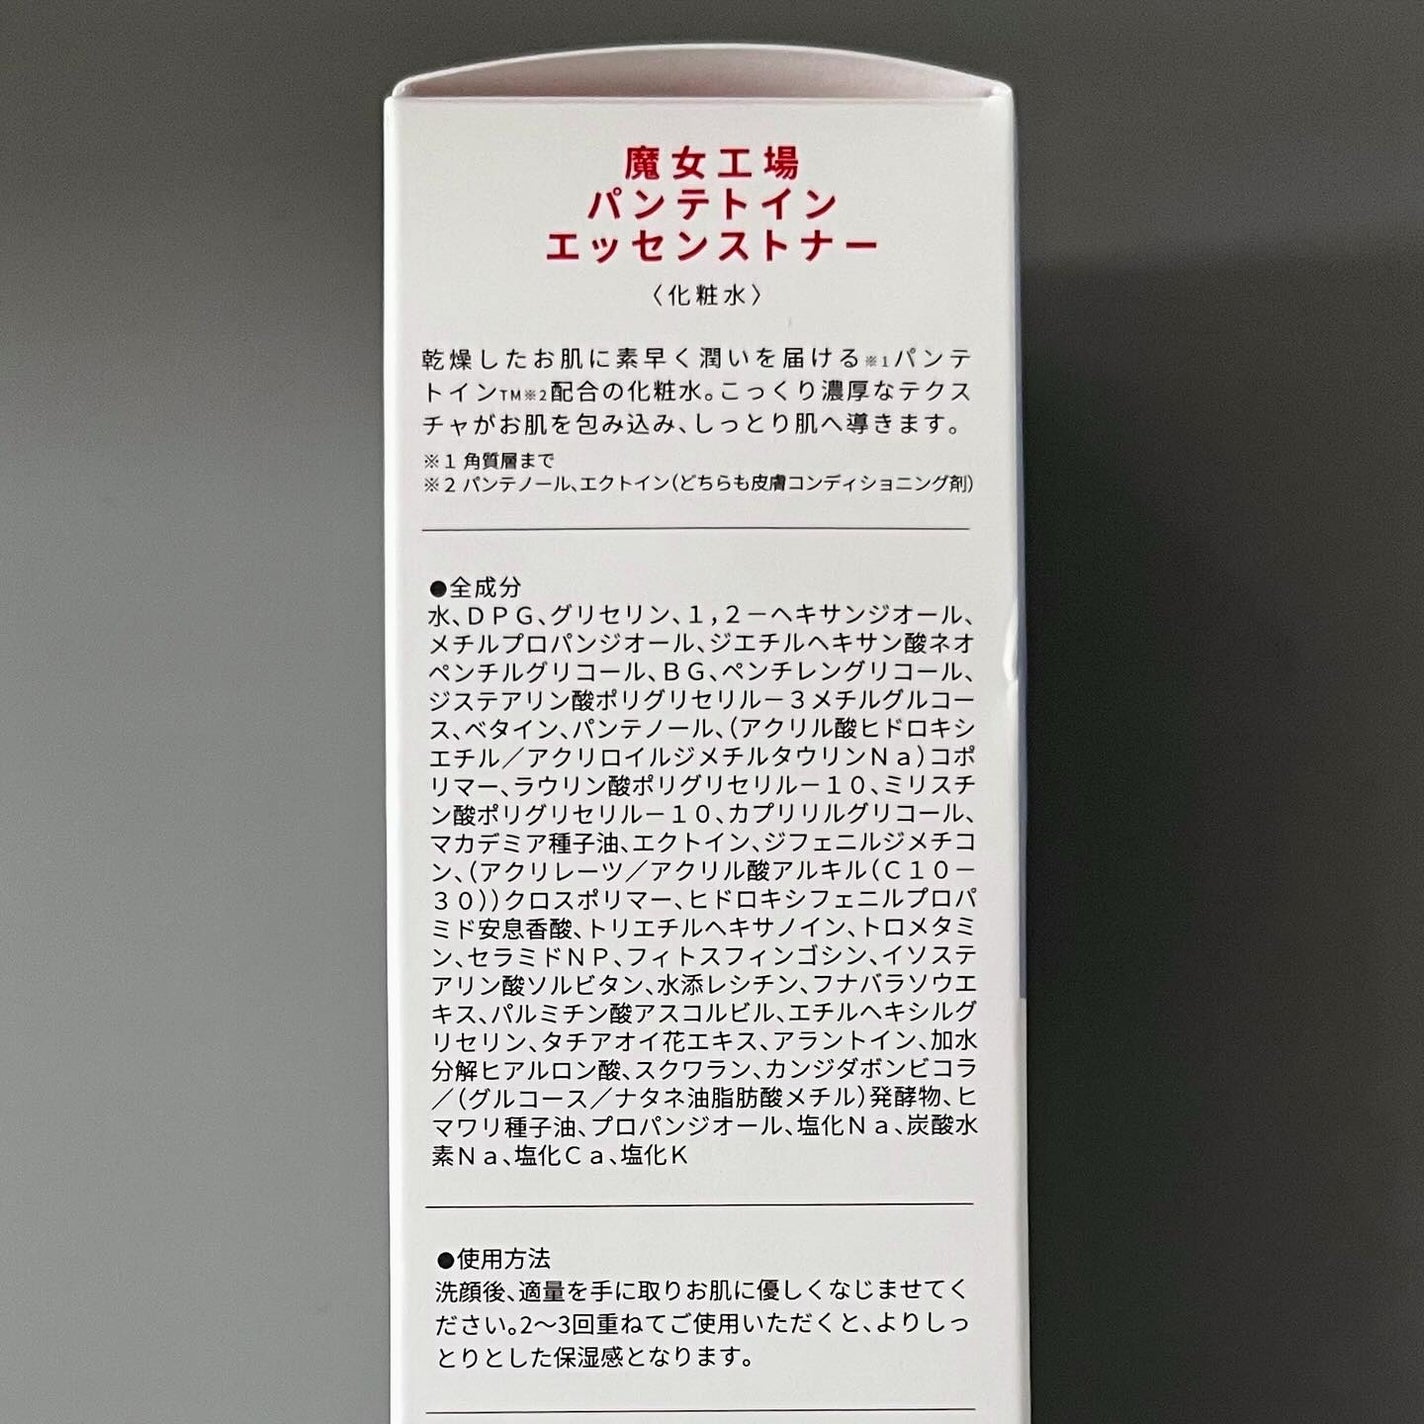 魔女工場
パンテトイン
エッセンストナー
〈化粧水〉
乾燥したお肌に素早く潤いを届ける※1パンテ
トインTM※2配合の化粧水。こっくり濃厚なテクス
チャがお肌を包み込み、しっとり肌へ導きます。
※1 角質層まで
※2 パンテノール、エクトイン(どちらも皮膚コンディショニング剤)
●全成分
水、DPG、グリセリン、1,2-ヘキサンジオール、
メチルプロパンジオール、ジエチルヘキサン酸ネオ
ペンチルグリコール、BG、ペンチレングリコール、
ジステアリン酸ポリグリセリル-3メチルグルコー
ス、ベタイン、パンテノール、(アクリル酸ヒドロキシ
エチル/アクリロイルジメチルタウリンNa)コポ
リマー、ラウリン酸ポリグリセリル-10、ミリスチ
ン酸ポリグリセリル-10、カプリリルグリコール、
マカデミア種子油、エクトイン、ジフェニルジメチコ
ン、(アクリレーツ/アクリル酸アルキル(C10-
30))クロスポリマー、ヒドロキシフェニルプロパ
ミド安息香酸、トリエチルヘキサノイン、トロメタミ
ン、セラミドNP、フィトスフィンゴシン、イソステ
アリン酸ソルビタン、水添レシチン、フナバラソウエ
キス、パルミチン酸アスコルビル、エチルヘキシルグ
リセリン、タチアオイ花エキス、アラントイン、加水
分解ヒアルロン酸、スクワラン、カンジダボンビコラ
/(グルコース/ナタネ油脂肪酸メチル)発酵物、ヒ
マワリ種子油、プロパンジオール、塩化Na、炭酸水
素Na、塩化Ca、塩化K
●使用方法
洗顔後、適量を手に取りお肌に優しくなじませてく
ださい。2〜3回重ねてご使用いただくと、よりしっ
とりとした保湿感となります。